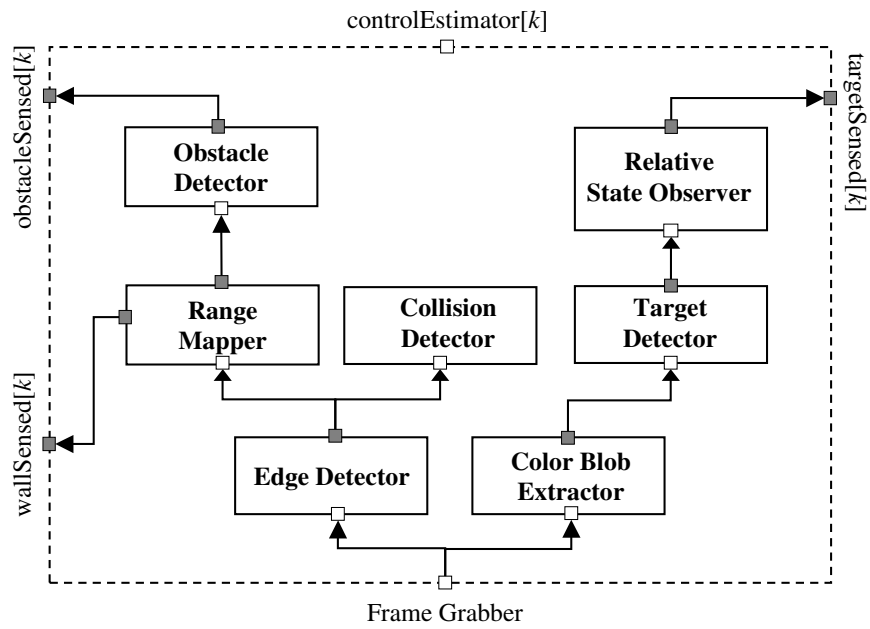 controlEstimator[k]
obstacleSensed[k]
targetSensed[k]
Obstacle
Detector
Relative
State Observer
Range
Mapper
Collision
Detector
Target
Detector
wallSensed[k]
Edge Detector
Color Blob
Extractor
Frame Grabber